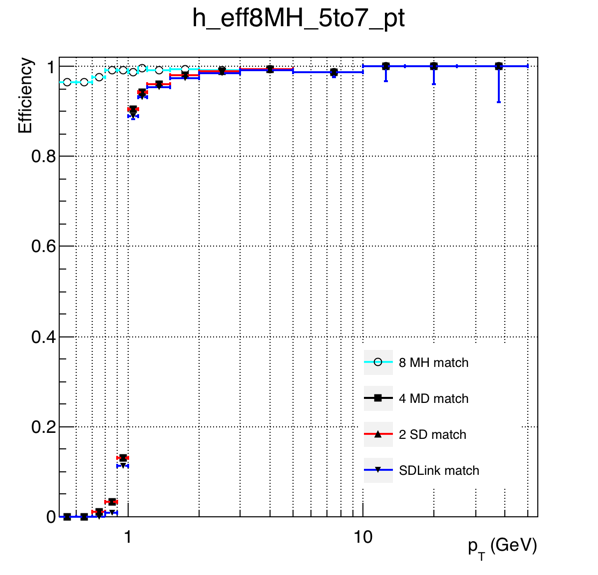 h_eff8MH_5to7_pt
Efficiency
1
0.8
0.6
0.4
0.2
0
8 MH match
4 MD match
2 SD match
SDLink match
1
10
p_T (GeV)